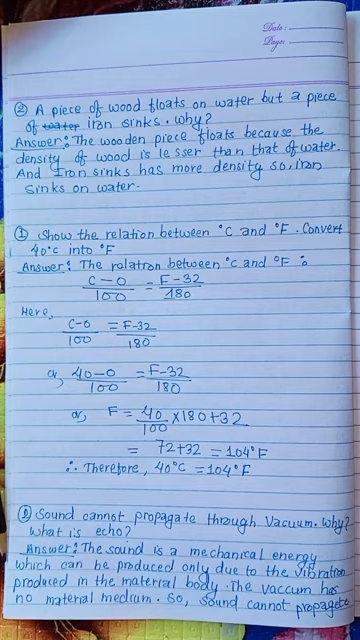 Date:
Page:
② A piece of wood floats on water but a piece
of water iron sinks. why?
Answer: The wooden piece floats because the
density of wood is lesser than that of water.
And Iron sinks has more density so, iron
sinks on water.
① Show the relation between °C and °F. Convert
40°C into °F
Answer: The rolatron between °c and °F :
C-0/100 = F-32/180
Here,
C-0/100 = F-32/180
or, 40-0/100 = F-32/180
or, F = 40/100 × 180 + 32
= 72+32 = 104°F
∴ Therefore, 40°C = 104°F
① Sound cannot propagate through Vacuum. Why?
What is echo?
Answer: The sound is a mechanical energy
which can be produced only due to the vibration
produced in the material body. The vaccum has
no material medium. So, sound cannot propagate